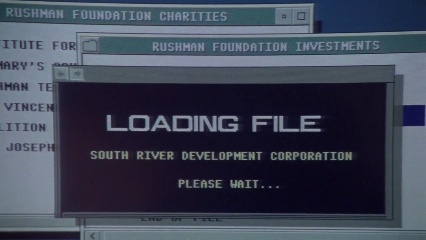 RUSHMAN FOUNDATION CHARITIES
RUSHMAN FOUNDATION INVESTMENTS
ITUTE FOR
MARY'S
HMAN TE
VINCEN
LITION
JOSEPH
LOADING FILE
SOUTH RIVER DEVELOPMENT CORPORATION
PLEASE WAIT...
END OF FILE